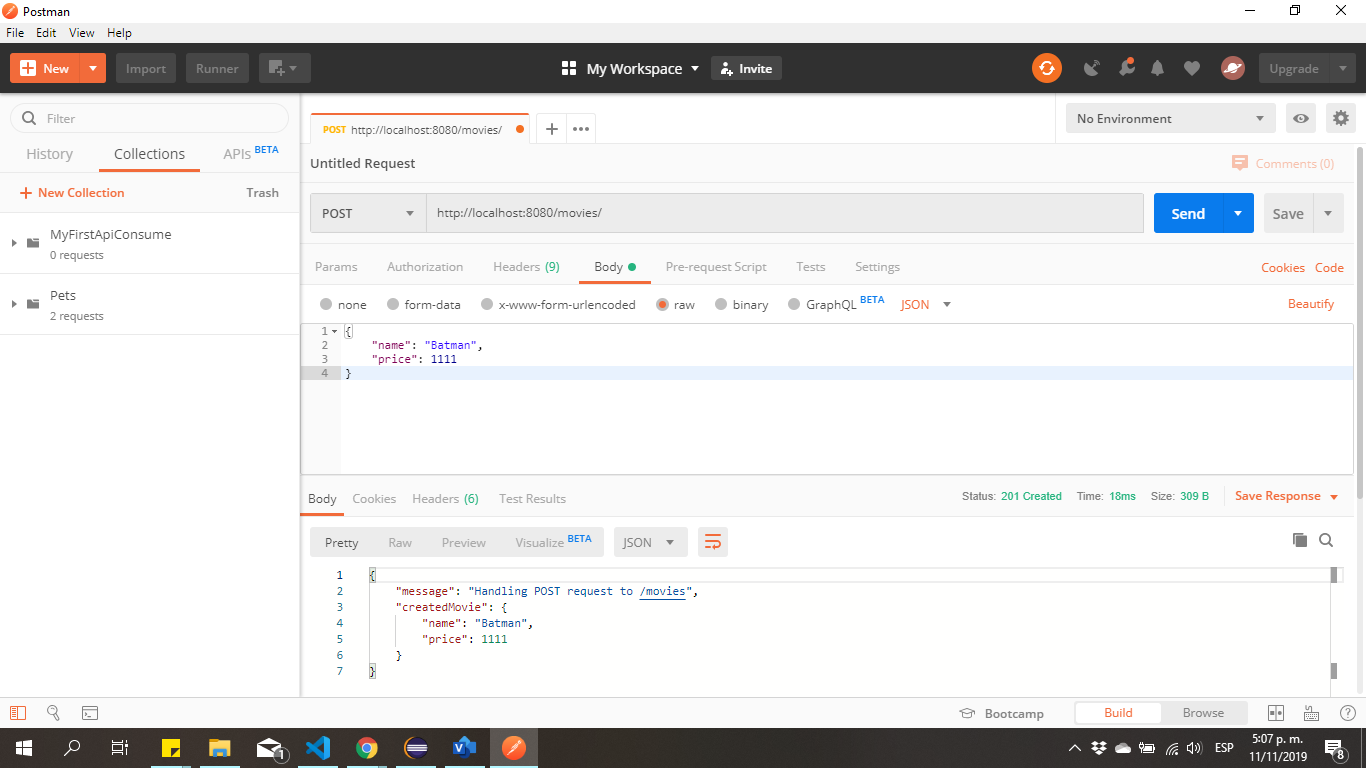 Postman
File Edit View Help
New Import Runner My Workspace Invite Upgrade
Filter
History Collections APIs BETA
New Collection Trash
MyFirstApiConsume
0 requests
Pets
2 requests
POST http://localhost:8080/movies/ No Environment
Untitled Request Comments (0)
POST http://localhost:8080/movies/ Send Save
Params Authorization Headers (9) Body Pre-request Script Tests Settings Cookies Code
none form-data x-www-form-urlencoded raw binary GraphQL BETA JSON Beautify
1 {
2 "name": "Batman",
3 "price": 1111
4 }
Body Cookies Headers (6) Test Results Status: 201 Created Time: 18ms Size: 309 B Save Response
Pretty Raw Preview Visualize BETA JSON
1 {
2 "message": "Handling POST request to /movies",
3 "createdMovie": {
4 "name": "Batman",
5 "price": 1111
6 }
7 }
Bootcamp Build Browse
1 ESP 5:07 p. m.
11/11/2019 8